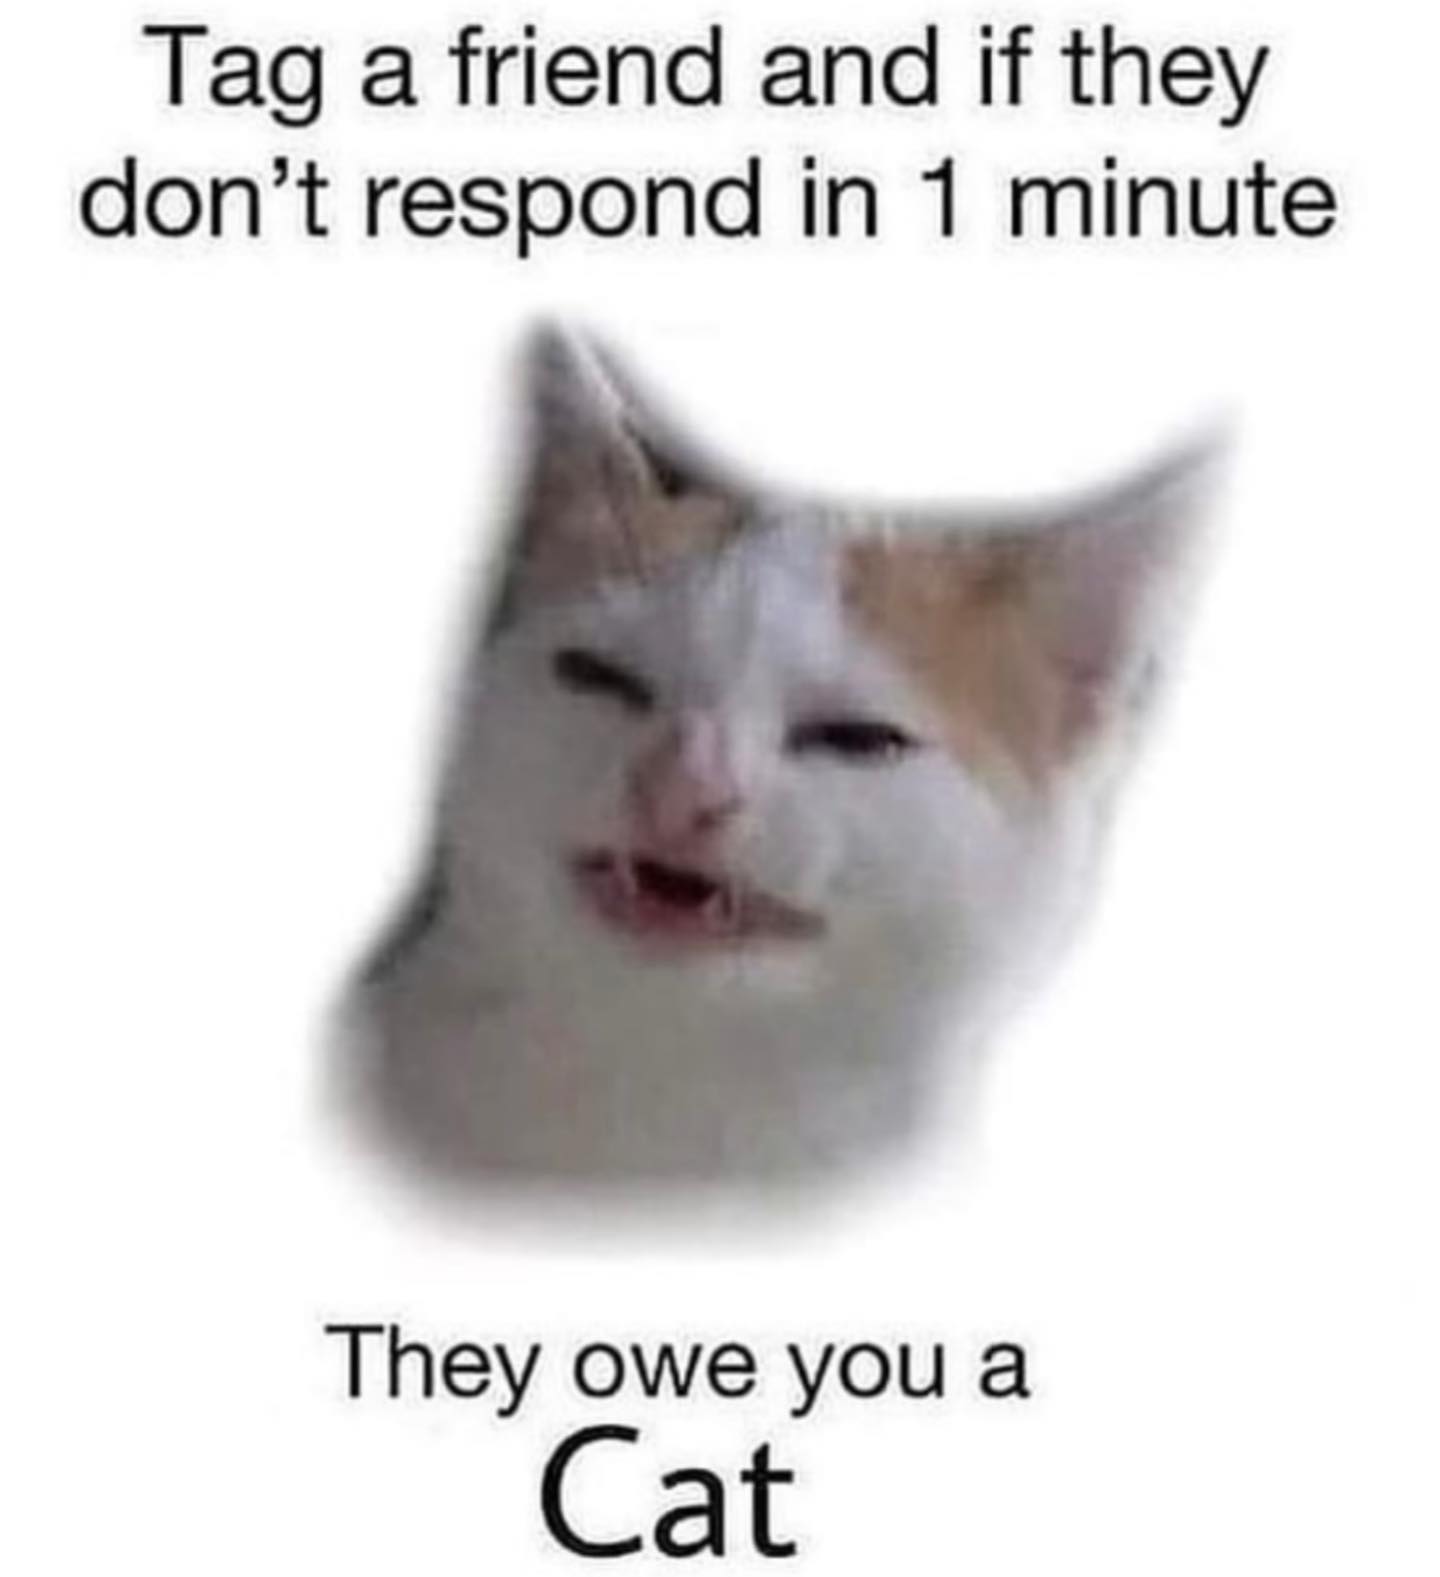 Tag a friend and if they
don’t respond in 1 minute
They owe you a
Cat